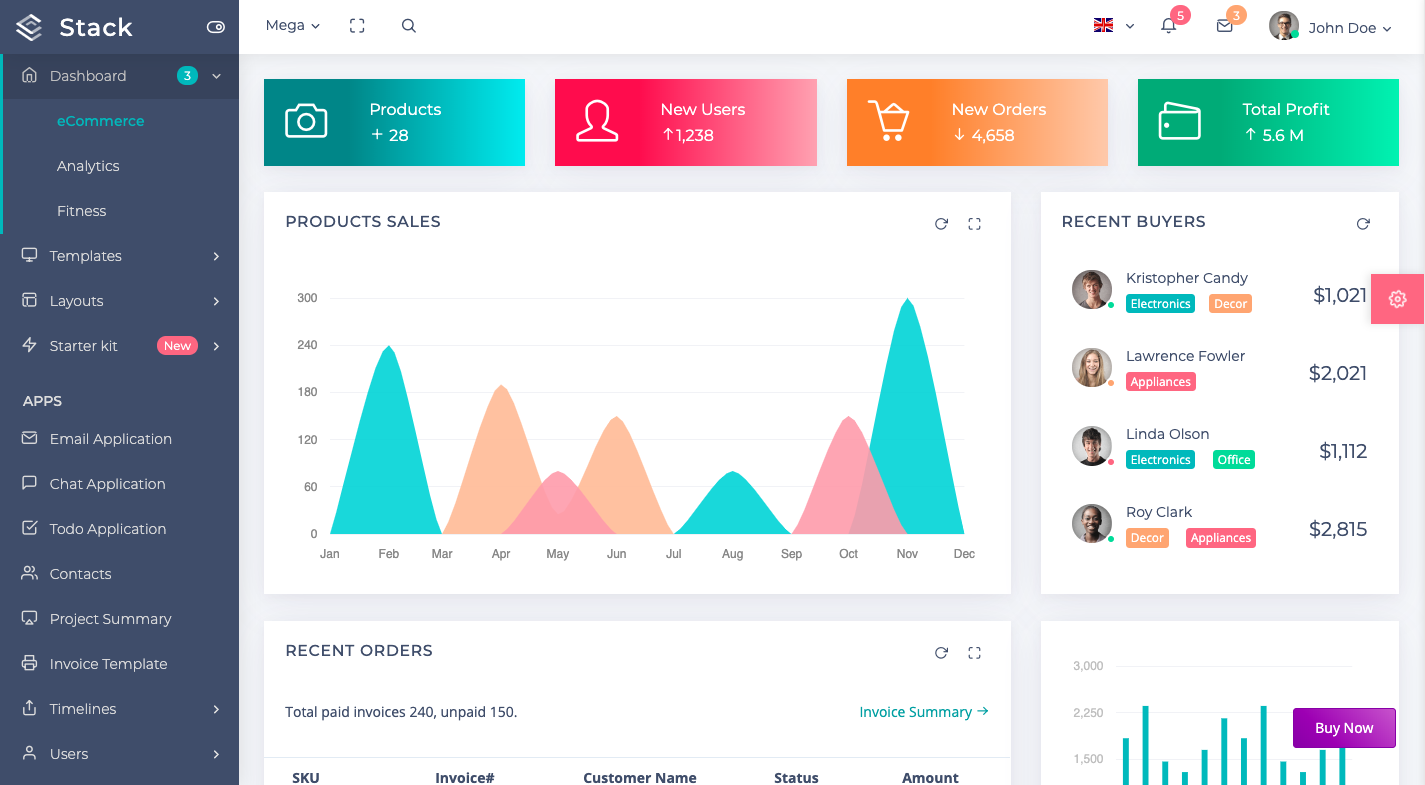 Stack
Mega
5
3
John Doe
Dashboard 3
eCommerce
Analytics
Fitness
Templates
Layouts
Starter kit New
APPS
Email Application
Chat Application
Todo Application
Contacts
Project Summary
Invoice Template
Timelines
Users
Products
+ 28
New Users
↑1,238
New Orders
↓ 4,658
Total Profit
↑ 5.6 M
PRODUCTS SALES
300
240
180
120
60
0
Jan Feb Mar Apr May Jun Jul Aug Sep Oct Nov Dec
RECENT BUYERS
Kristopher Candy
Electronics Decor
$1,021
Lawrence Fowler
Appliances
$2,021
Linda Olson
Electronics Office
$1,112
Roy Clark
Decor Appliances
$2,815
RECENT ORDERS
Total paid invoices 240, unpaid 150.
Invoice Summary →
SKU Invoice# Customer Name Status Amount
3,000
2,250
1,500
Buy Now